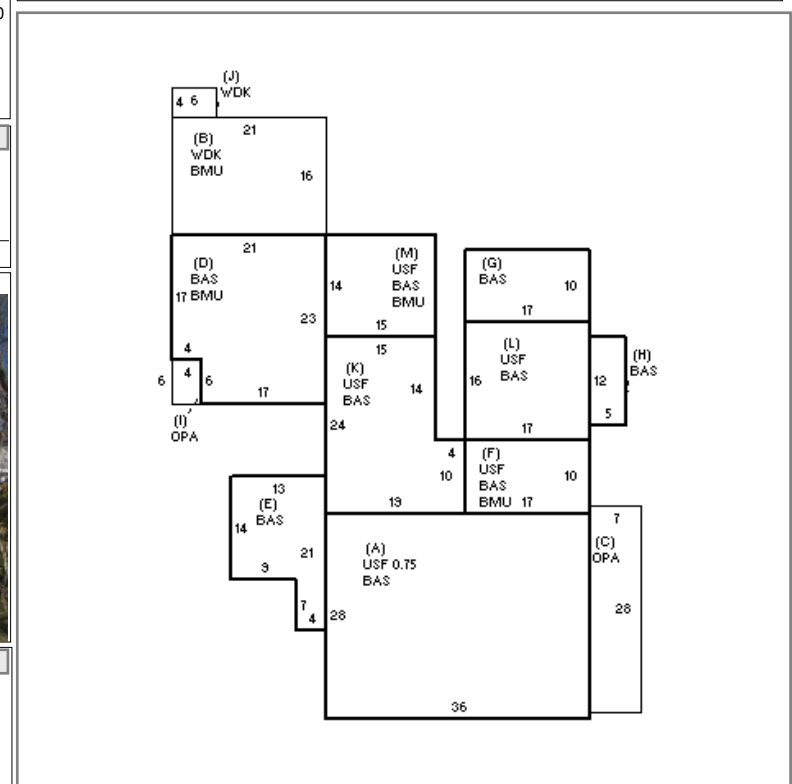 0
(J)
WDK
4 6
21
(B)
WDK
BMU
16
21
(D)
BAS
BMU
17
23
4
4
6
6
17
(I)
OPA
(M)
USF
BAS
BMU
14
15
15
(K)
USF
BAS
14
24
4
10
19
(G)
BAS
10
17
(L)
USF
BAS
16
17
(H)
BAS
12
5
(F)
USF
BAS
BMU 17
10
13
(E)
BAS
14
21
9
7
4
(A)
USF 0.75
BAS
28
36
7
(C)
OPA
28